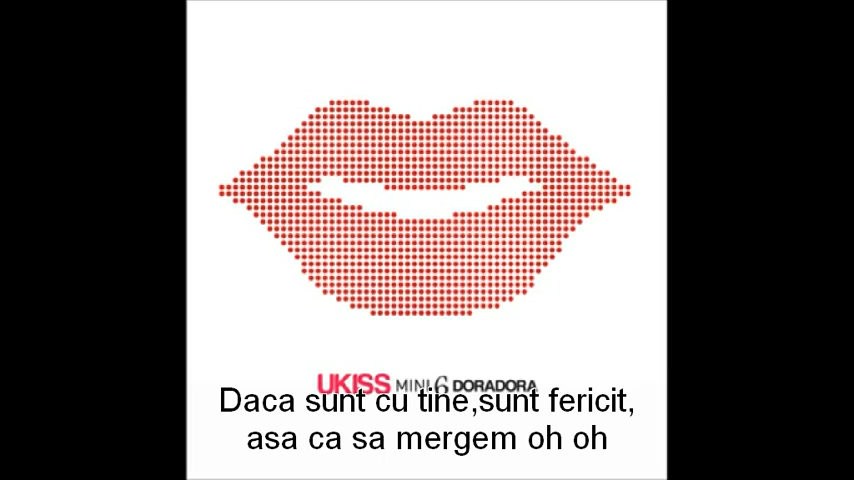 UKISS MINI 6 DORADORA
Daca sunt cu tine,sunt fericit,
asa ca sa mergem oh oh